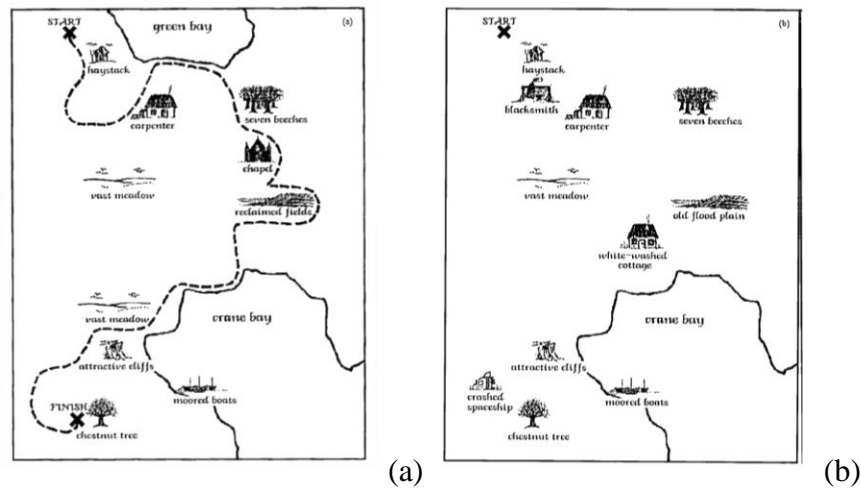 START
(a)
green bay
haystack
carpenter
seven beeches
chapel
vast meadow
reclaimed fields
vast meadow
crane bay
attractive cliffs
moored boats
FINISH
chestnut tree
(a)
START
(b)
haystack
blacksmith
carpenter
seven beeches
vast meadow
old flood plain
white-washed
cottage
crane bay
attractive cliffs
crashed
spaceship
moored boats
chestnut tree
(b)